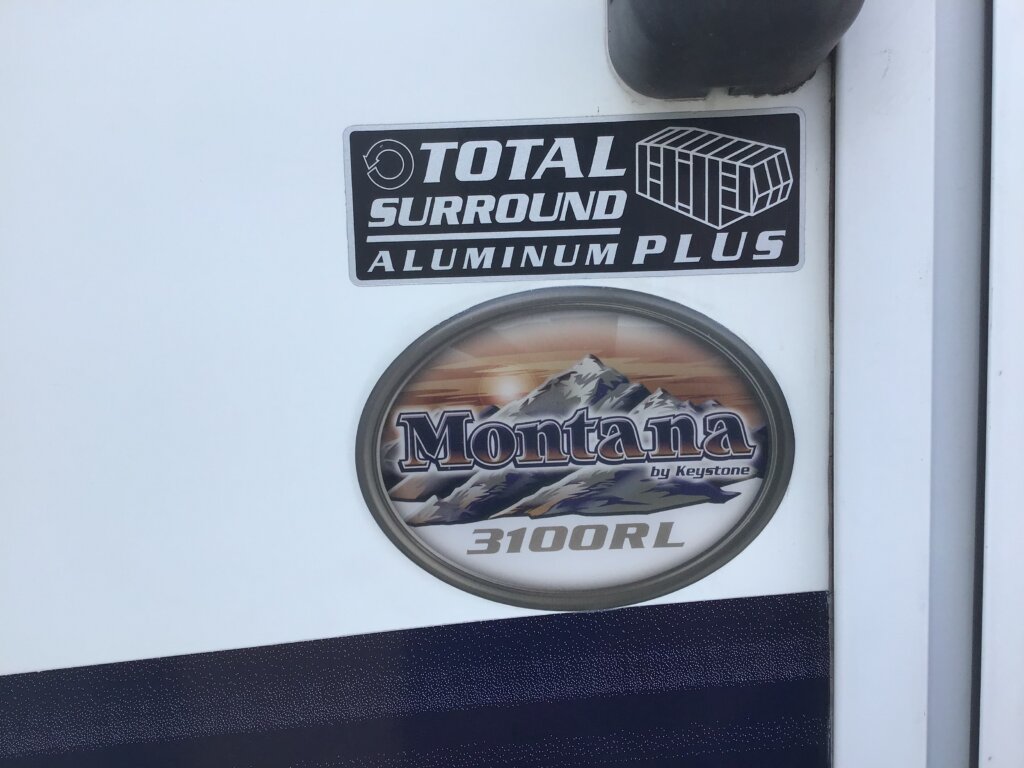 TOTAL
SURROUND
ALUMINUM PLUS
Montana
by Keystone
3100RL